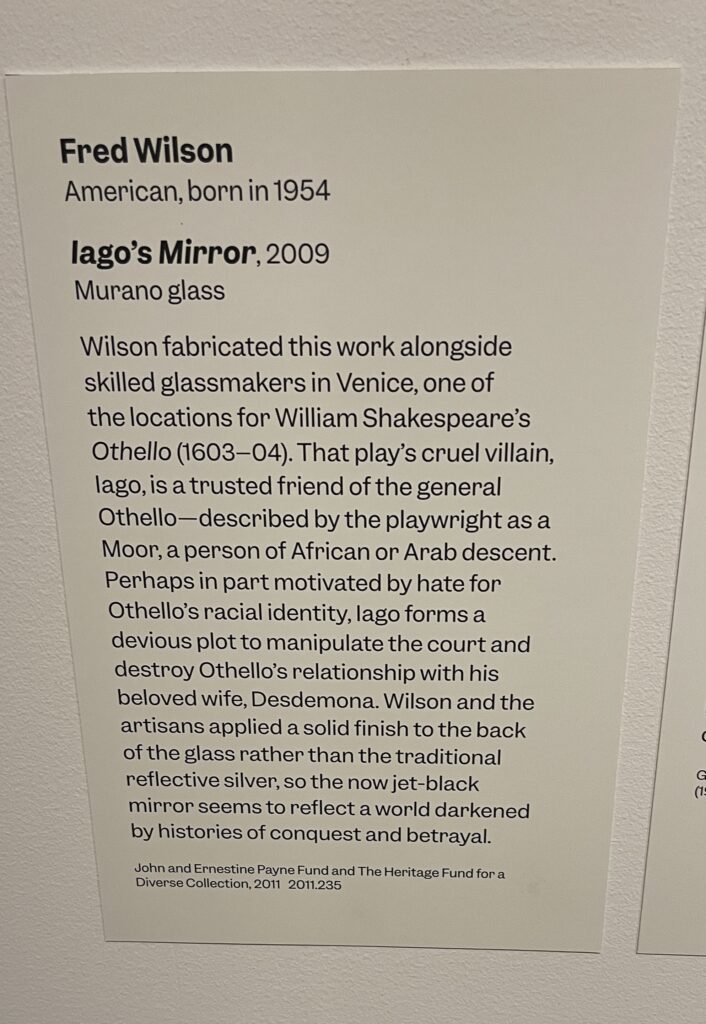 Fred Wilson
American, born in 1954
Iago’s Mirror, 2009
Murano glass
Wilson fabricated this work alongside
skilled glassmakers in Venice, one of
the locations for William Shakespeare’s
Othello (1603–04). That play’s cruel villain,
Iago, is a trusted friend of the general
Othello—described by the playwright as a
Moor, a person of African or Arab descent.
Perhaps in part motivated by hate for
Othello’s racial identity, Iago forms a
devious plot to manipulate the court and
destroy Othello’s relationship with his
beloved wife, Desdemona. Wilson and the
artisans applied a solid finish to the back
of the glass rather than the traditional
reflective silver, so the now jet-black
mirror seems to reflect a world darkened
by histories of conquest and betrayal.
John and Ernestine Payne Fund and The Heritage Fund for a
Diverse Collection, 2011 2011.235